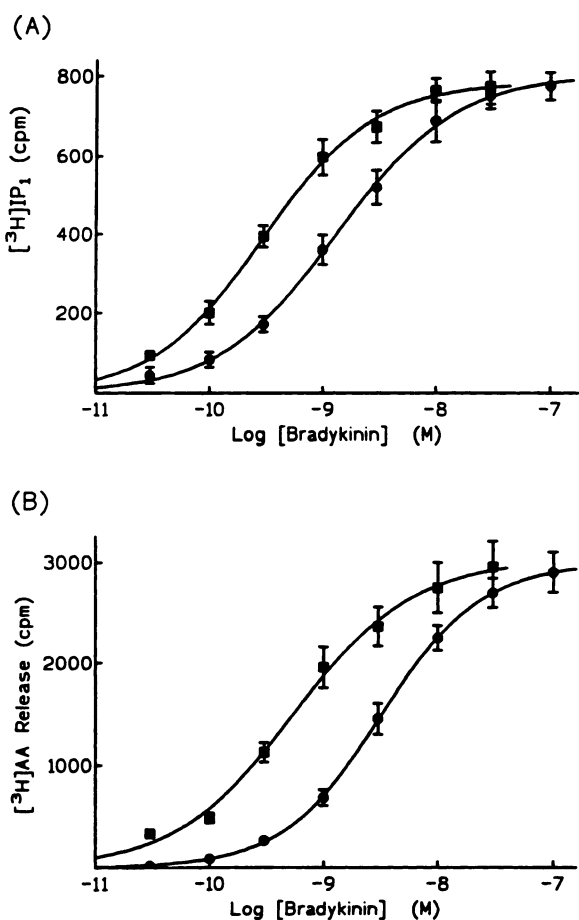 (A)
800
600
400
200
[³H]IP₁ (cpm)
-11 -10 -9 -8 -7
Log [Bradykinin] (M)
(B)
3000
2000
1000
[³H]AA Release (cpm)
-11 -10 -9 -8 -7
Log [Bradykinin] (M)